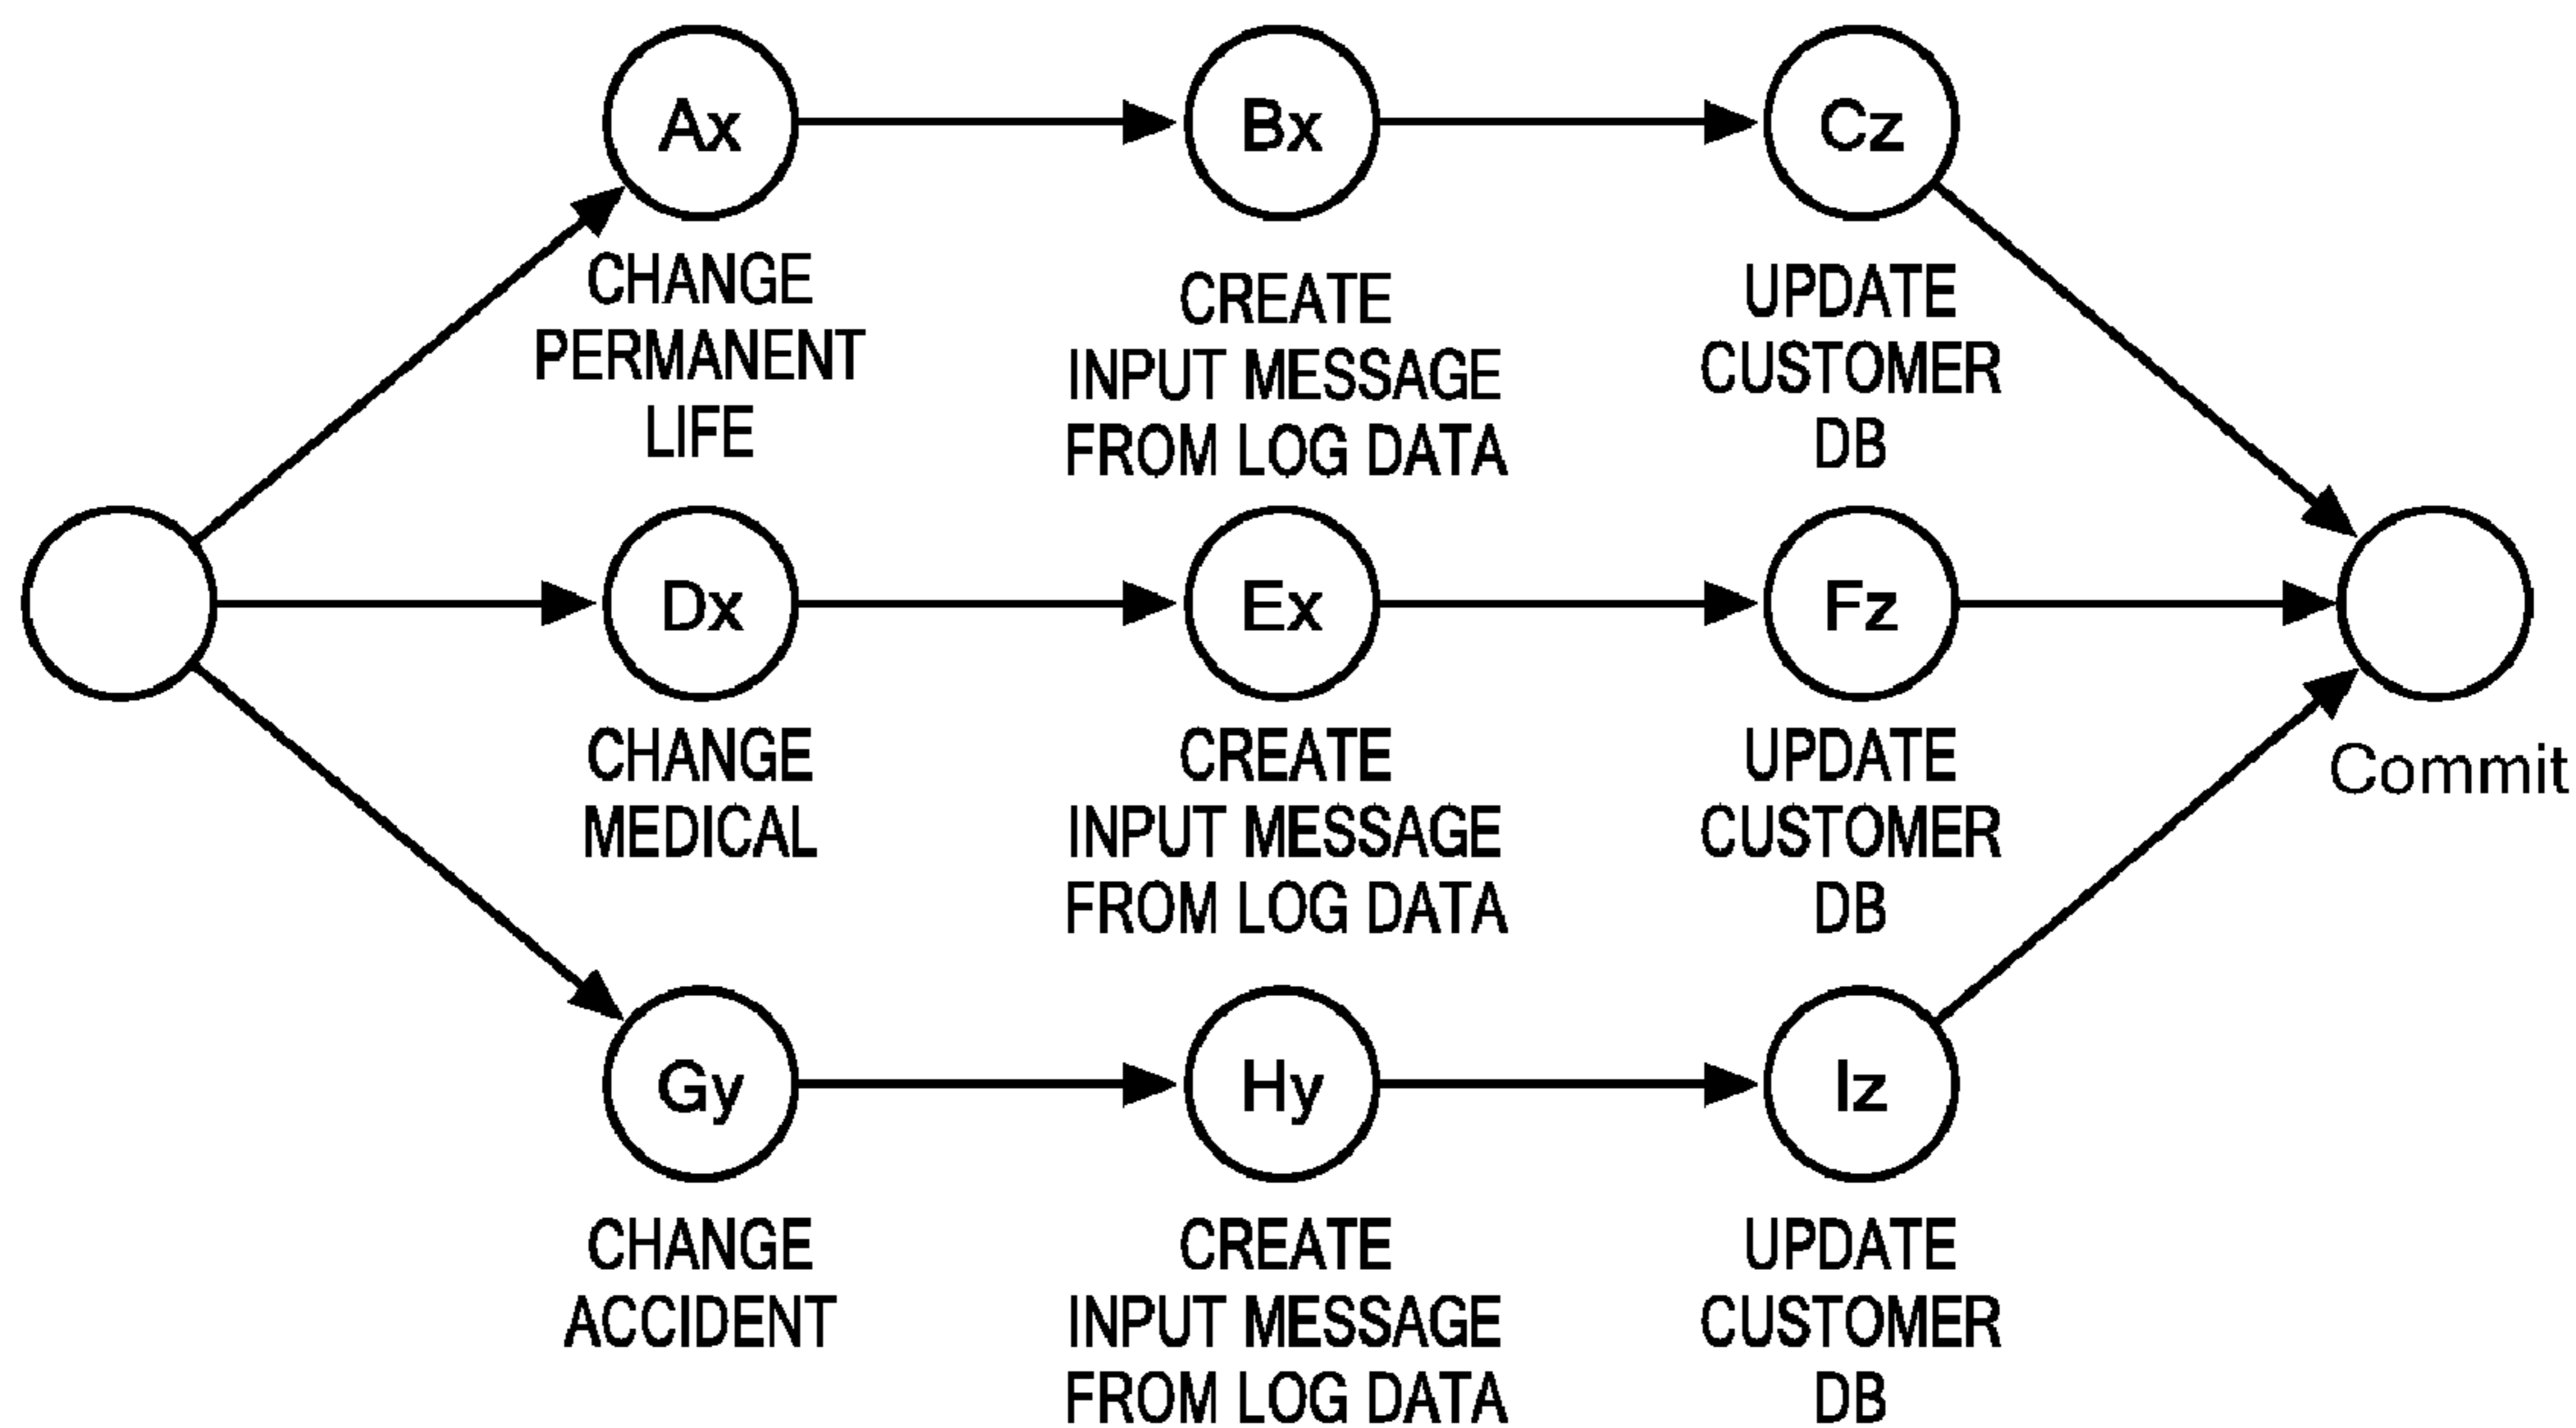 Ax
Bx
Cz
CHANGE
PERMANENT
LIFE
CREATE
INPUT MESSAGE
FROM LOG DATA
UPDATE
CUSTOMER
DB
Dx
Ex
Fz
CHANGE
MEDICAL
CREATE
INPUT MESSAGE
FROM LOG DATA
UPDATE
CUSTOMER
DB
Commit
Gy
Hy
Iz
CHANGE
ACCIDENT
CREATE
INPUT MESSAGE
FROM LOG DATA
UPDATE
CUSTOMER
DB